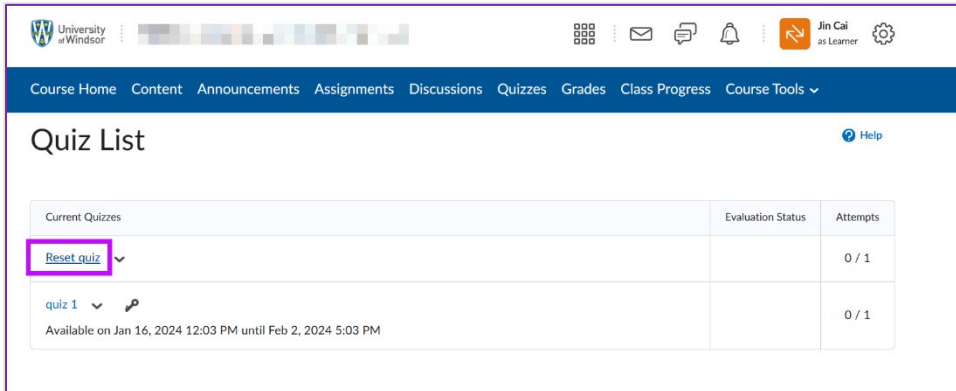 University
of Windsor
Jin Cai
as Learner
Course Home Content Announcements Assignments Discussions Quizzes Grades Class Progress Course Tools
Quiz List
Help
Current Quizzes Evaluation Status Attempts
Reset quiz 0 / 1
quiz 1
Available on Jan 16, 2024 12:03 PM until Feb 2, 2024 5:03 PM
0 / 1